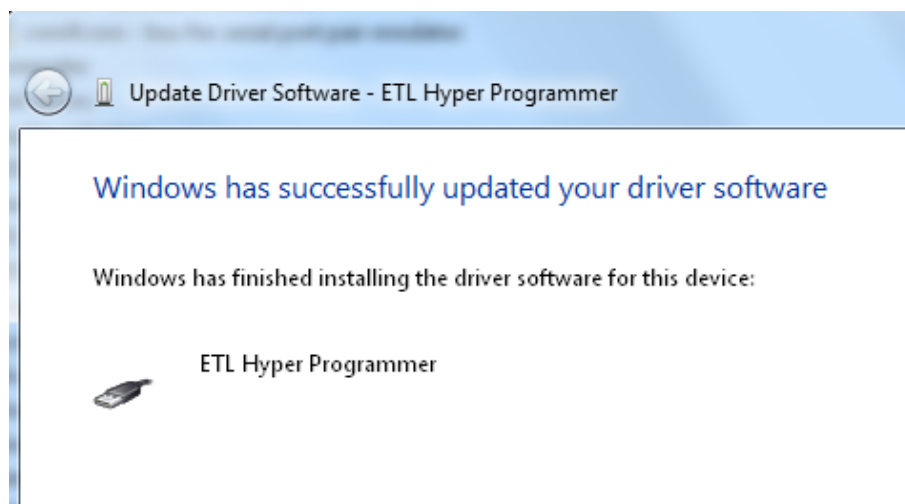 Update Driver Software - ETL Hyper Programmer
Windows has successfully updated your driver software
Windows has finished installing the driver software for this device:
ETL Hyper Programmer